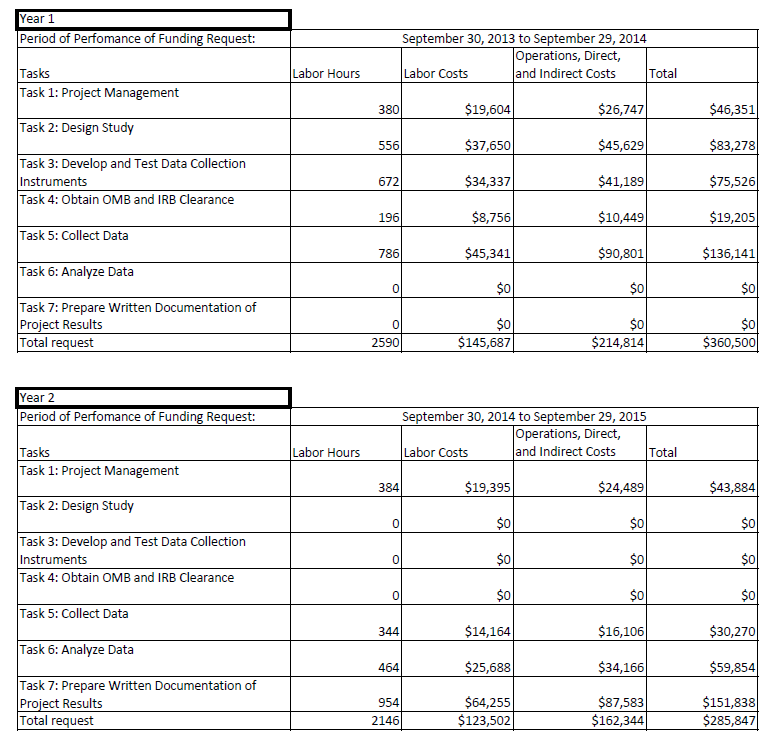 Year 1
Period of Perfomance of Funding Request: September 30, 2013 to September 29, 2014
Tasks Labor Hours Labor Costs Operations, Direct, and Indirect Costs Total
Task 1: Project Management 380 $19,604 $26,747 $46,351
Task 2: Design Study 556 $37,650 $45,629 $83,278
Task 3: Develop and Test Data Collection
Instruments 672 $34,337 $41,189 $75,526
Task 4: Obtain OMB and IRB Clearance 196 $8,756 $10,449 $19,205
Task 5: Collect Data 786 $45,341 $90,801 $136,141
Task 6: Analyze Data 0 $0 $0 $0
Task 7: Prepare Written Documentation of
Project Results 0 $0 $0 $0
Total request 2590 $145,687 $214,814 $360,500
Year 2
Period of Perfomance of Funding Request: September 30, 2014 to September 29, 2015
Tasks Labor Hours Labor Costs Operations, Direct, and Indirect Costs Total
Task 1: Project Management 384 $19,395 $24,489 $43,884
Task 2: Design Study 0 $0 $0 $0
Task 3: Develop and Test Data Collection
Instruments 0 $0 $0 $0
Task 4: Obtain OMB and IRB Clearance 0 $0 $0 $0
Task 5: Collect Data 344 $14,164 $16,106 $30,270
Task 6: Analyze Data 464 $25,688 $34,166 $59,854
Task 7: Prepare Written Documentation of
Project Results 954 $64,255 $87,583 $151,838
Total request 2146 $123,502 $162,344 $285,847